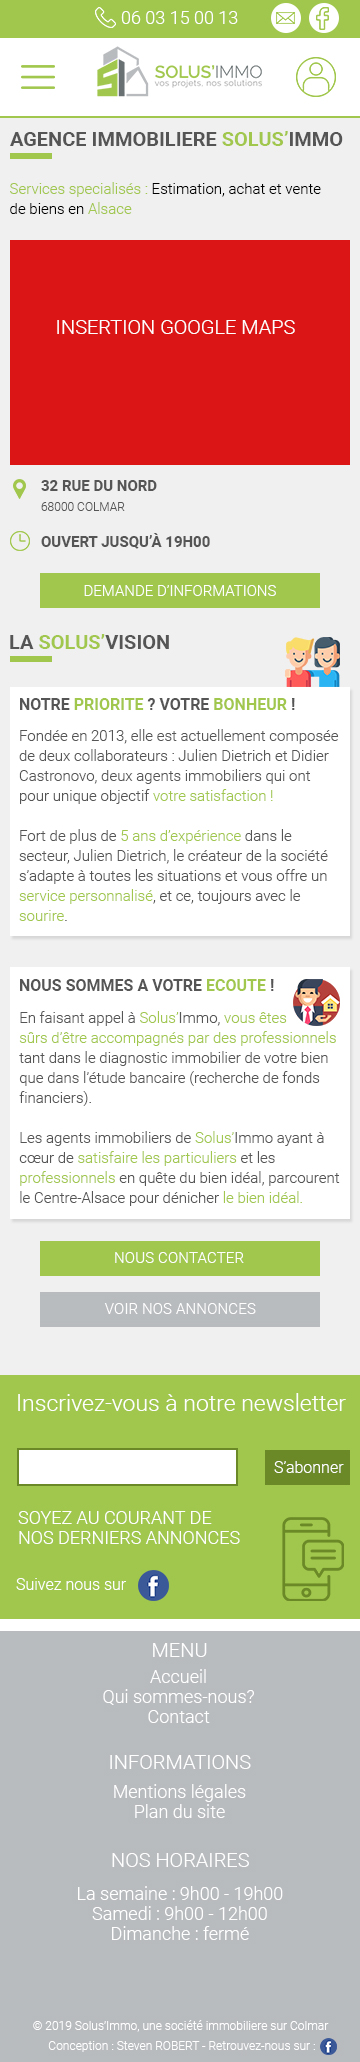 06 03 15 00 13
SOLUS'IMMO
vos projets, nos solutions
AGENCE IMMOBILIERE SOLUS'IMMO
Services specialisés : Estimation, achat et vente
de biens en Alsace
INSERTION GOOGLE MAPS
32 RUE DU NORD
68000 COLMAR
OUVERT JUSQU'À 19H00
DEMANDE D'INFORMATIONS
LA SOLUS'VISION
NOTRE PRIORITE ? VOTRE BONHEUR !
Fondée en 2013, elle est actuellement composée
de deux collaborateurs : Julien Dietrich et Didier
Castronovo, deux agents immobiliers qui ont
pour unique objectif votre satisfaction !
Fort de plus de 5 ans d'expérience dans le
secteur, Julien Dietrich, le créateur de la société
s'adapte à toutes les situations et vous offre un
service personnalisé, et ce, toujours avec le
sourire.
NOUS SOMMES A VOTRE ECOUTE !
En faisant appel à Solus'Immo, vous êtes
sûrs d'être accompagnés par des professionnels
tant dans le diagnostic immobilier de votre bien
que dans l'étude bancaire (recherche de fonds
financiers).
Les agents immobiliers de Solus'Immo ayant à
cœur de satisfaire les particuliers et les
professionnels en quête du bien idéal, parcourent
le Centre-Alsace pour dénicher le bien idéal.
NOUS CONTACTER
VOIR NOS ANNONCES
Inscrivez-vous à notre newsletter
S'abonner
SOYEZ AU COURANT DE
NOS DERNIERS ANNONCES
Suivez nous sur
MENU
Accueil
Qui sommes-nous?
Contact
INFORMATIONS
Mentions légales
Plan du site
NOS HORAIRES
La semaine : 9h00 - 19h00
Samedi : 9h00 - 12h00
Dimanche : fermé
© 2019 Solus'Immo, une société immobiliere sur Colmar
Conception : Steven ROBERT - Retrouvez-nous sur :